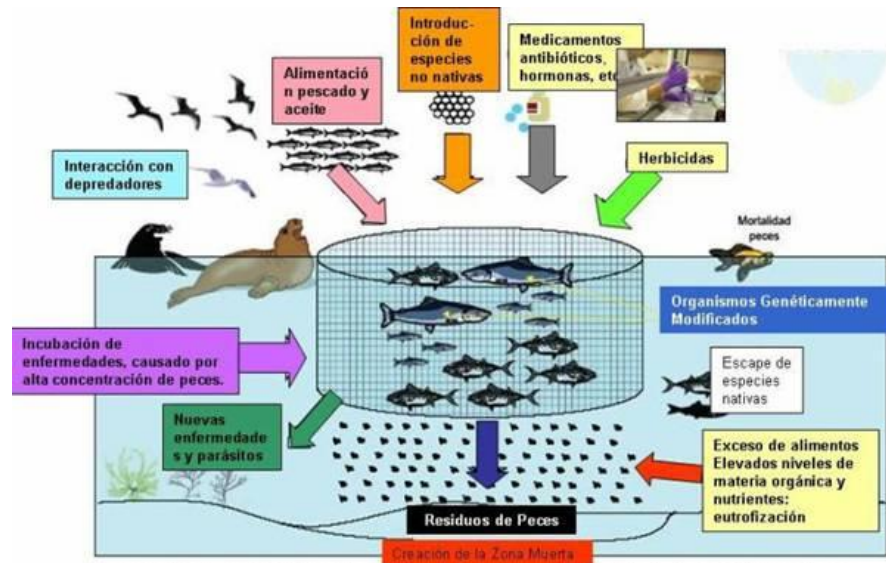 Introduc-
ción de
especies
no nativas
Medicamentos
antibióticos,
hormonas, etc
Alimentació
n pescado y
aceite
Interacción con
depredadores
Herbicidas
Mortalidad
peces
Organismos Genéticamente
Modificados
Incubación de
enfermedades, causado por
alta concentración de peces.
Escape de
especies
nativas
Nuevas
enfermedade
s y parásitos
Exceso de alimentos
Elevados niveles de
materia orgánica y
nutrientes:
eutrofización
Residuos de Peces
Creación de la Zona Muerta